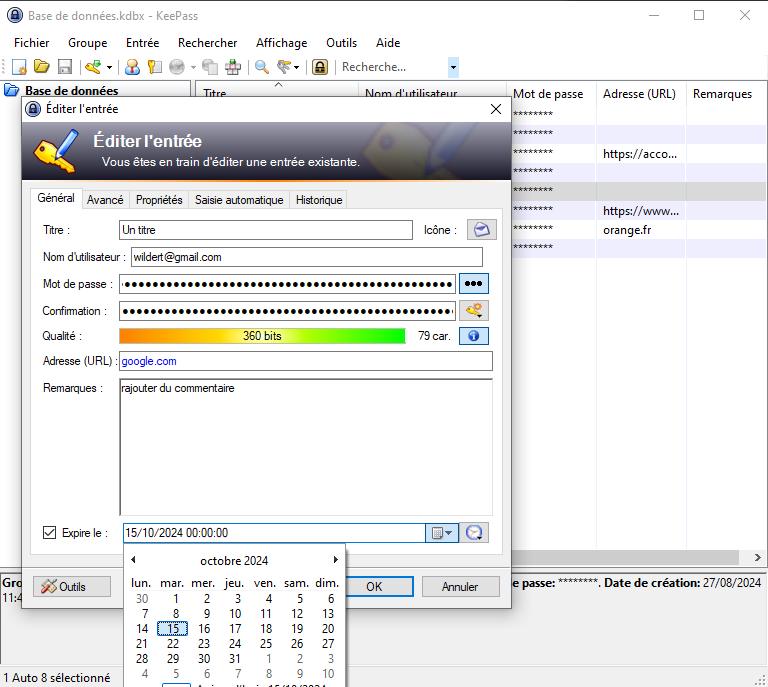 Base de données.kdbx - KeePass
Fichier Groupe Entrée Rechercher Affichage Outils Aide
Recherche...
Base de données
Titre Nom d'utilisateur Mot de passe Adresse (URL) Remarques
********
********
******** https://acco...
********
********
******** https://www...
******** orange.fr
********
Éditer l'entrée
Éditer l'entrée
Vous êtes en train d'éditer une entrée existante.
Général Avancé Propriétés Saisie automatique Historique
Titre : Un titre Icône :
Nom d'utilisateur : wildert@gmail.com
Mot de passe :
Confirmation :
Qualité : 360 bits 79 car.
Adresse (URL) : google.com
Remarques : rajouter du commentaire
Expire le : 15/10/2024 00:00:00
octobre 2024
lun. mar. mer. jeu. ven. sam. dim.
30 1 2 3 4 5 6
7 8 9 10 11 12 13
14 15 16 17 18 19 20
21 22 23 24 25 26 27
28 29 30 31 1 2 3
4 5 6 7 8 9 10
Outils OK Annuler
Gro e passe: ********. Date de création: 27/08/2024
11:4
1 Auto 8 sélectionné